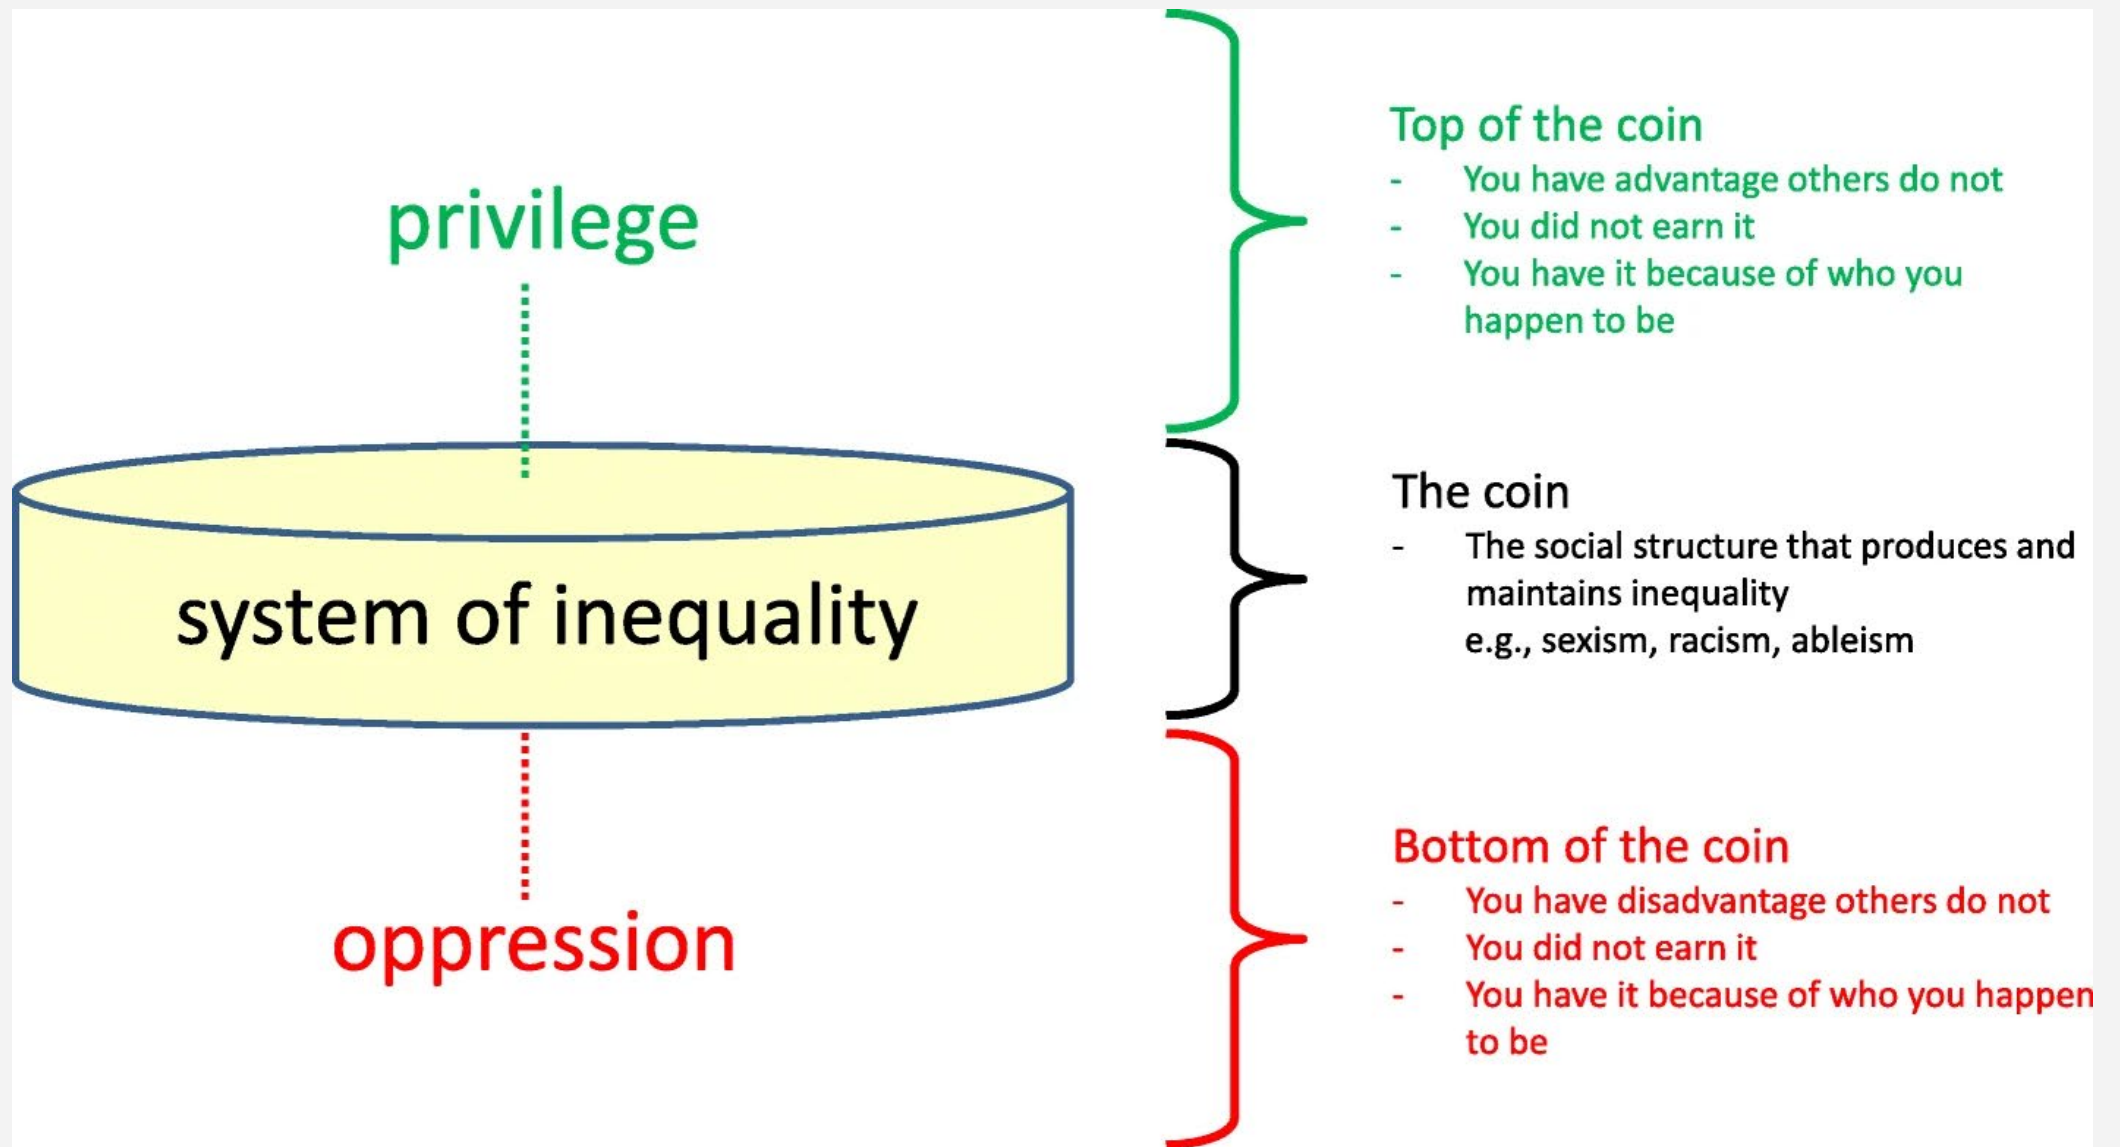 privilege
system of inequality
oppression
Top of the coin
- You have advantage others do not
- You did not earn it
- You have it because of who you
happen to be
The coin
- The social structure that produces and
maintains inequality
e.g., sexism, racism, ableism
Bottom of the coin
- You have disadvantage others do not
- You did not earn it
- You have it because of who you happen
to be